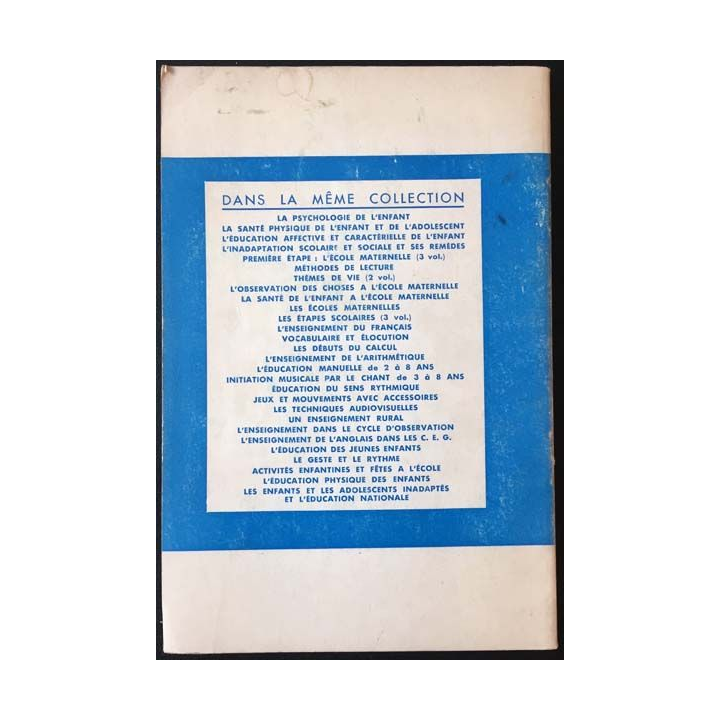 DANS LA MÊME COLLECTION
LA PSYCHOLOGIE DE L'ENFANT
LA SANTÉ PHYSIQUE DE L'ENFANT ET DE L'ADOLESCENT
L'ÉDUCATION AFFECTIVE ET CARACTÉRIELLE DE L'ENFANT
L'INADAPTATION SCOLAIRE ET SOCIALE ET SES REMÈDES
PREMIÈRE ÉTAPE : L'ÉCOLE MATERNELLE (3 vol.)
MÉTHODES DE LECTURE
THÈMES DE VIE (2 vol.)
L'OBSERVATION DES CHOSES A L'ÉCOLE MATERNELLE
LA SANTÉ DE L'ENFANT A L'ÉCOLE MATERNELLE
LES ÉCOLES MATERNELLES
LES ÉTAPES SCOLAIRES (3 vol.)
L'ENSEIGNEMENT DU FRANÇAIS
VOCABULAIRE ET ÉLOCUTION
LES DÉBUTS DU CALCUL
L'ENSEIGNEMENT DE L'ARITHMÉTIQUE
L'ÉDUCATION MANUELLE de 2 à 8 ANS
INITIATION MUSICALE PAR LE CHANT de 3 à 8 ANS
ÉDUCATION DU SENS RYTHMIQUE
JEUX ET MOUVEMENTS AVEC ACCESSOIRES
LES TECHNIQUES AUDIOVISUELLES
UN ENSEIGNEMENT RURAL
L'ENSEIGNEMENT DANS LE CYCLE D'OBSERVATION
L'ENSEIGNEMENT DE L'ANGLAIS DANS LES C. E. G.
L'ÉDUCATION DES JEUNES ENFANTS
LE GESTE ET LE RYTHME
ACTIVITÉS ENFANTINES ET FÊTES A L'ÉCOLE
L'ÉDUCATION PHYSIQUE DES ENFANTS
LES ENFANTS ET LES ADOLESCENTS INADAPTÉS
ET L'ÉDUCATION NATIONALE